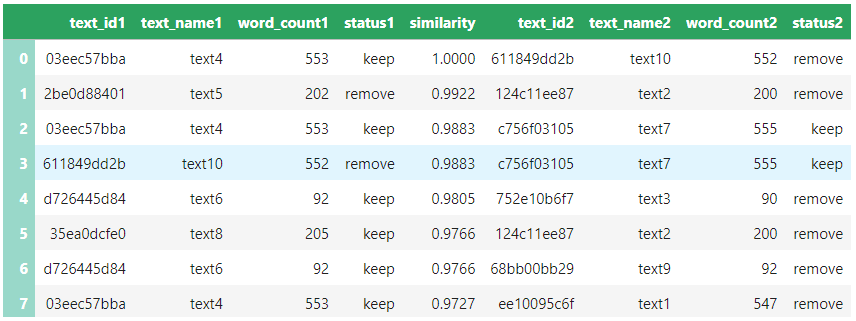 text_id1 text_name1 word_count1 status1 similarity text_id2 text_name2 word_count2 status2
0 03eec57bba text4 553 keep 1.0000 611849dd2b text10 552 remove
1 2be0d88401 text5 202 remove 0.9922 124c11ee87 text2 200 remove
2 03eec57bba text4 553 keep 0.9883 c756f03105 text7 555 keep
3 611849dd2b text10 552 remove 0.9883 c756f03105 text7 555 keep
4 d726445d84 text6 92 keep 0.9805 752e10b6f7 text3 90 remove
5 35ea0dcfe0 text8 205 keep 0.9766 124c11ee87 text2 200 remove
6 d726445d84 text6 92 keep 0.9766 68bb00bb29 text9 92 remove
7 03eec57bba text4 553 keep 0.9727 ee10095c6f text1 547 remove